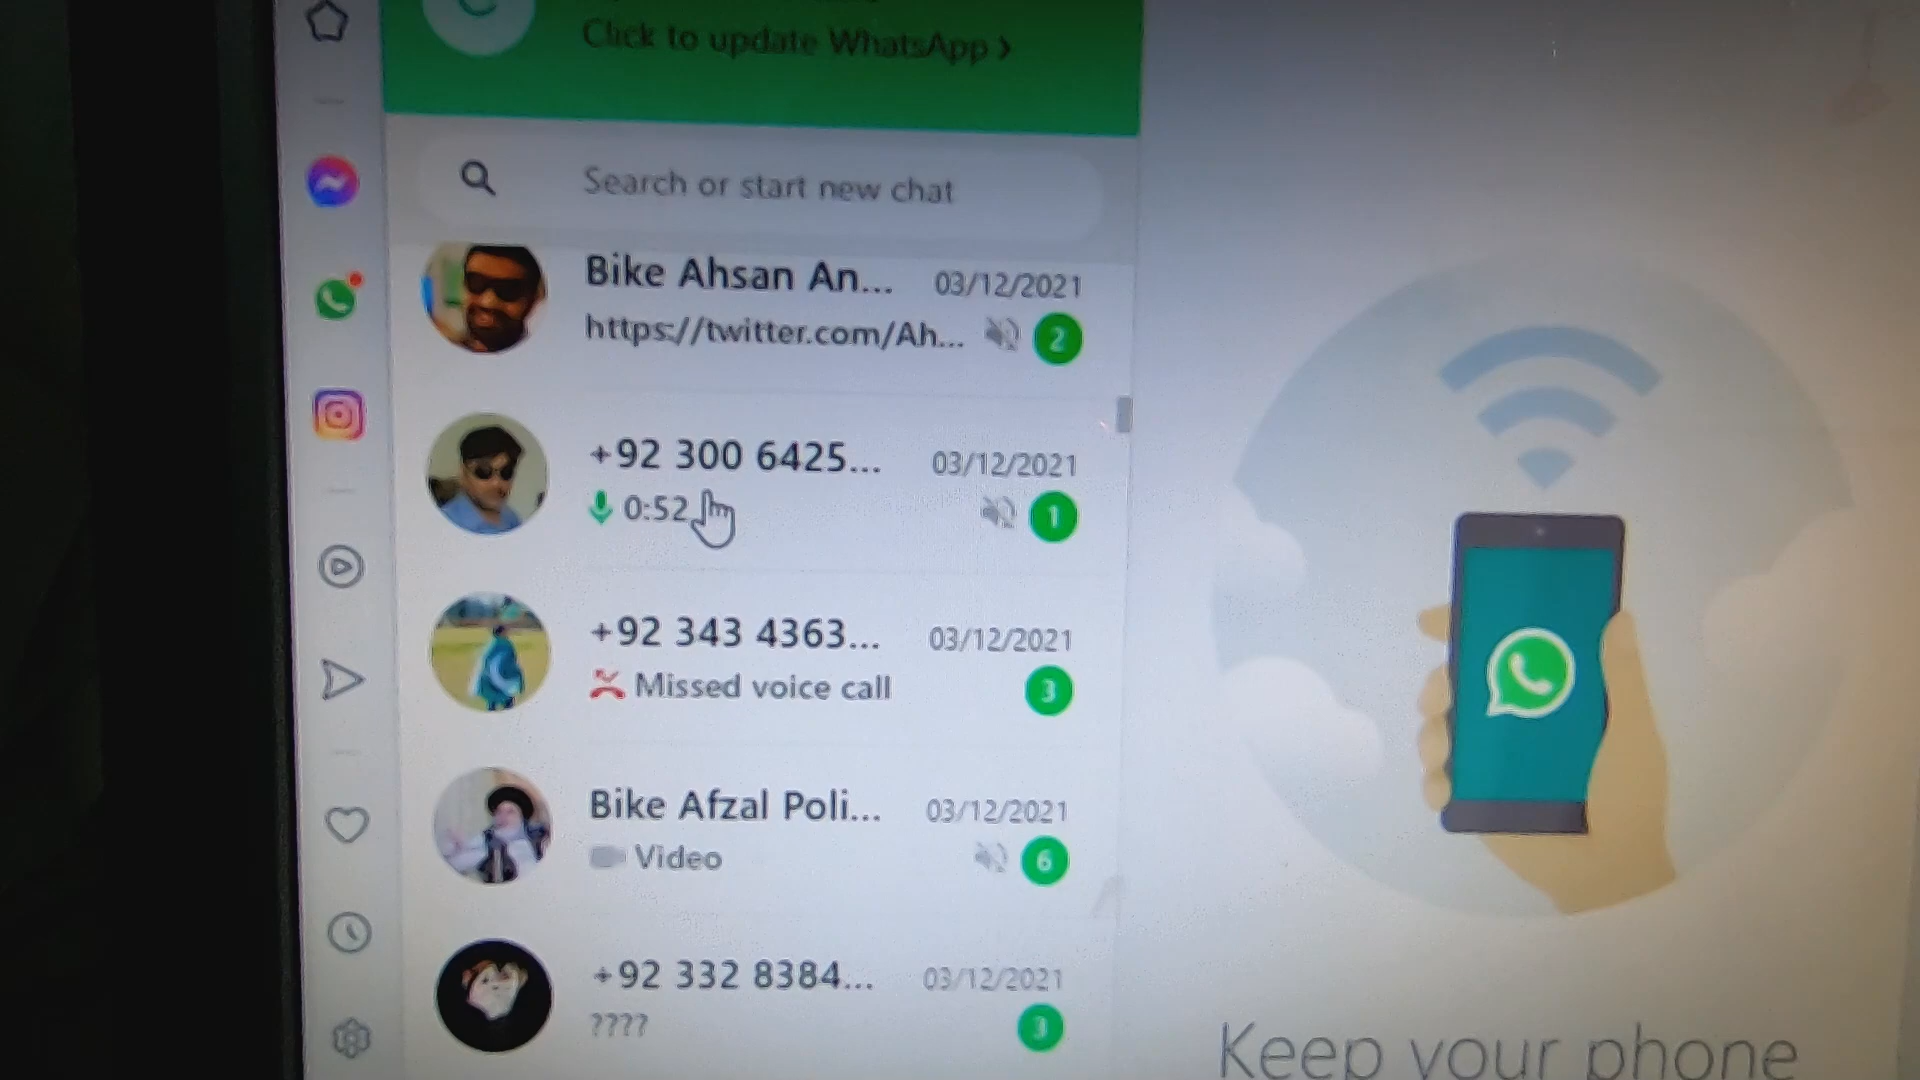 Click to update WhatsApp ›
Search or start new chat
Bike Ahsan An... 03/12/2021
https://twitter.com/Ah... 2
+92 300 6425... 03/12/2021
0:52 1
+92 343 4363... 03/12/2021
Missed voice call 3
Bike Afzal Poli... 03/12/2021
Video 6
+92 332 8384... 03/12/2021
???? 3
Keep your phone